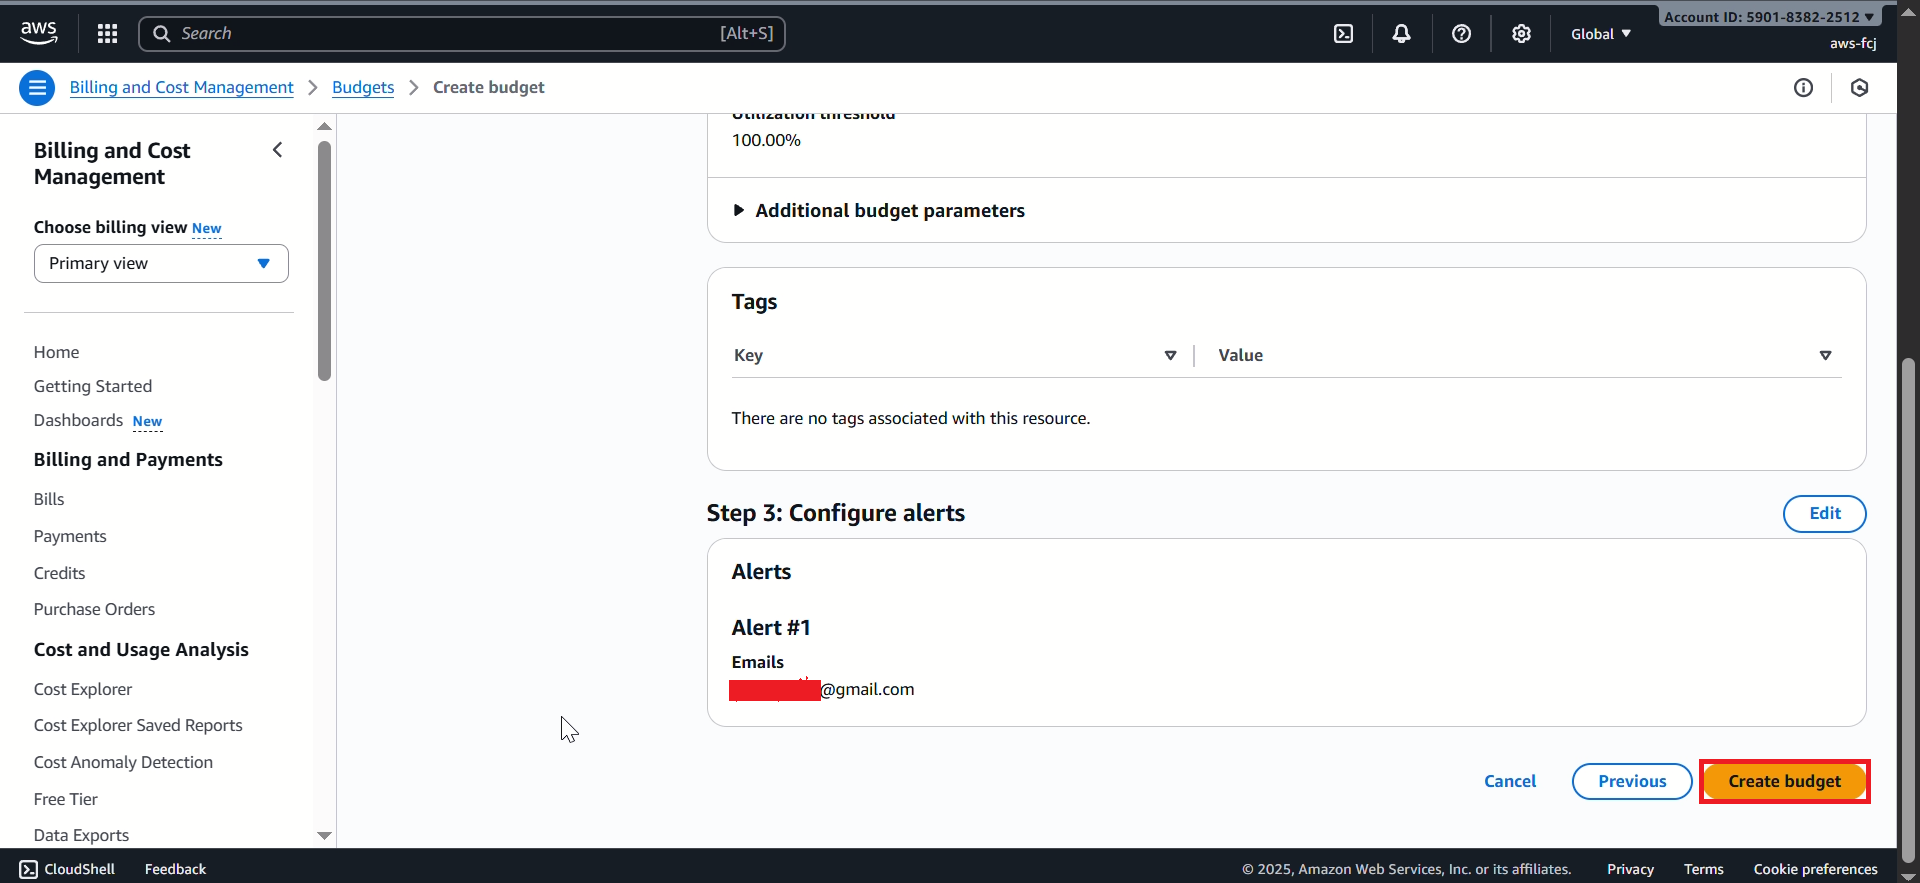 aws
Search
[Alt+S]
Global
Account ID: 5901-8382-2512
aws-fcj
Billing and Cost Management
Budgets
Create budget
Billing and Cost
Management
Choose billing view New
Primary view
Home
Getting Started
Dashboards New
Billing and Payments
Bills
Payments
Credits
Purchase Orders
Cost and Usage Analysis
Cost Explorer
Cost Explorer Saved Reports
Cost Anomaly Detection
Free Tier
Data Exports
Utilization threshold
100.00%
Additional budget parameters
Tags
Key
Value
There are no tags associated with this resource.
Step 3: Configure alerts
Edit
Alerts
Alert #1
Emails
@gmail.com
Cancel
Previous
Create budget
CloudShell
Feedback
© 2025, Amazon Web Services, Inc. or its affiliates.
Privacy
Terms
Cookie preferences